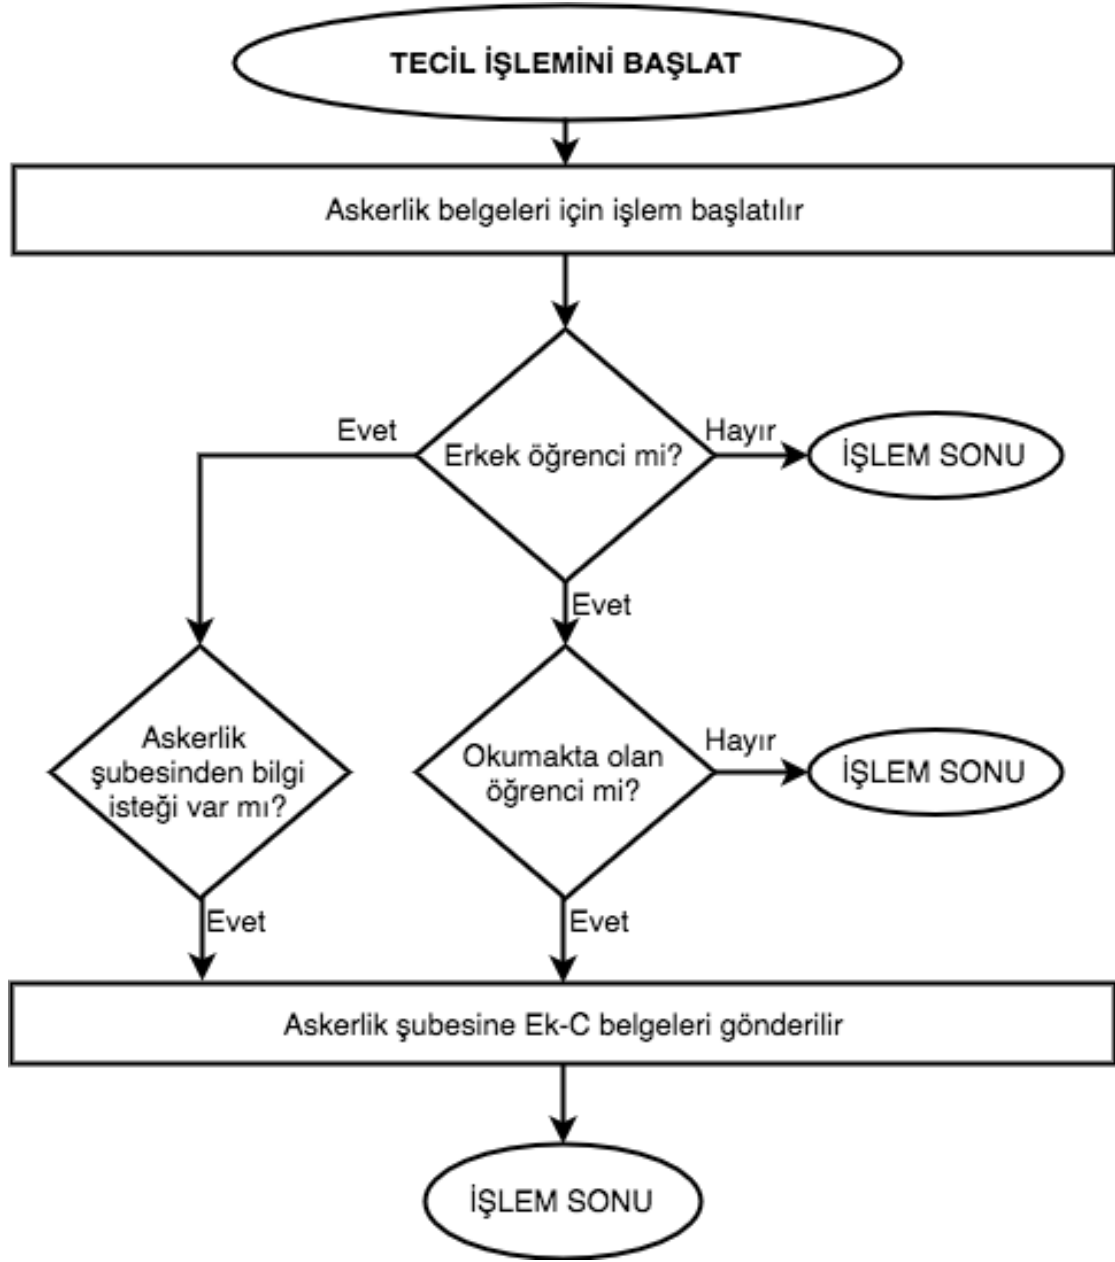 TECİL İŞLEMİNİ BAŞLAT
Askerlik belgeleri için işlem başlatılır
Evet
Erkek öğrenci mi?
Hayır
İŞLEM SONU
Evet
Askerlik
şubesinden bilgi
isteği var mı?
Okumakta olan
öğrenci mi?
Hayır
İŞLEM SONU
Evet
Evet
Askerlik şubesine Ek-C belgeleri gönderilir
İŞLEM SONU